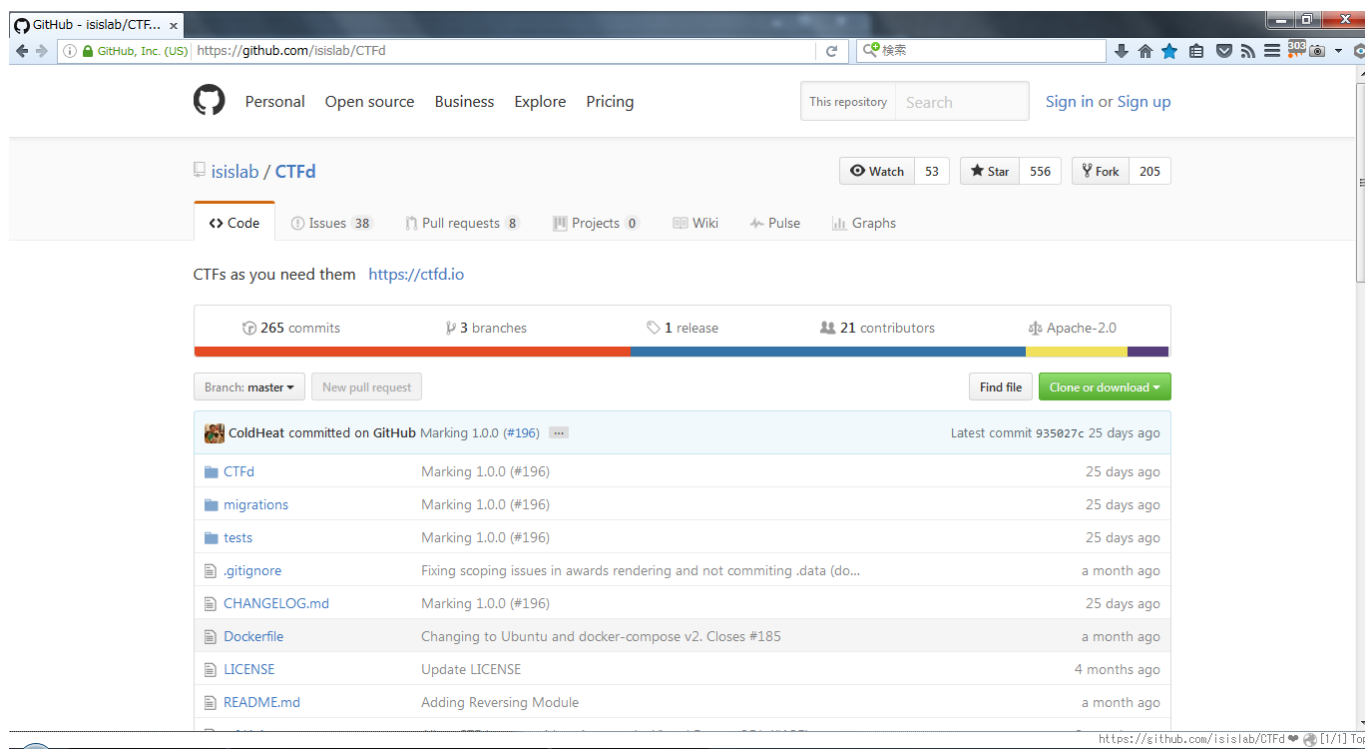 GitHub - isislab/CTF... ×
GitHub, Inc. (US) https://github.com/isislab/CTFd 検索 303
Personal Open source Business Explore Pricing This repository Search Sign in or Sign up
isislab / CTFd Watch 53 Star 556 Fork 205
Code Issues 38 Pull requests 8 Projects 0 Wiki Pulse Graphs
CTFs as you need them https://ctfd.io
265 commits 3 branches 1 release 21 contributors Apache-2.0
Branch: master New pull request Find file Clone or download
ColdHeat committed on GitHub Marking 1.0.0 (#196) ... Latest commit 935027c 25 days ago
CTFd Marking 1.0.0 (#196) 25 days ago
migrations Marking 1.0.0 (#196) 25 days ago
tests Marking 1.0.0 (#196) 25 days ago
.gitignore Fixing scoping issues in awards rendering and not commiting .data (do... a month ago
CHANGELOG.md Marking 1.0.0 (#196) 25 days ago
Dockerfile Changing to Ubuntu and docker-compose v2. Closes #185 a month ago
LICENSE Update LICENSE 4 months ago
README.md Adding Reversing Module a month ago
https://github.com/isislab/CTFd ❤ [1/1] Top